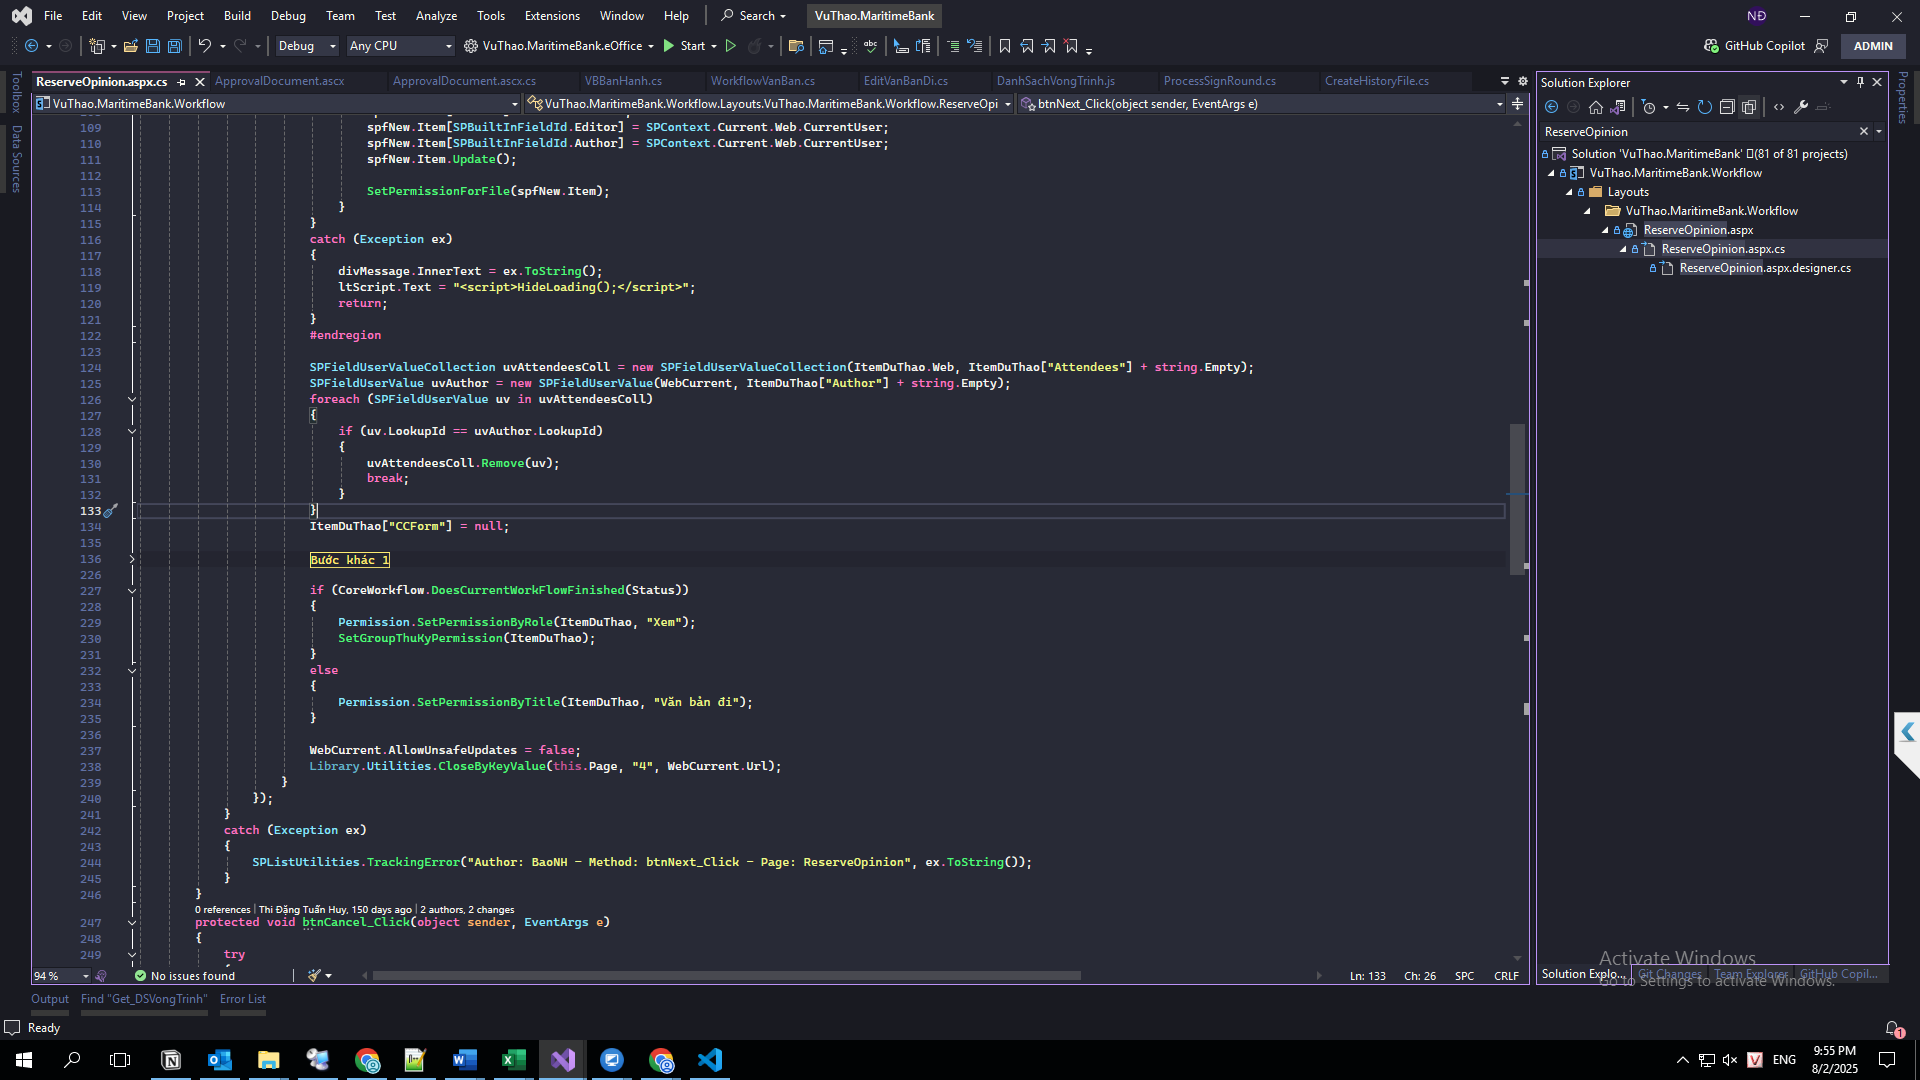 File Edit View Project Build Debug Team Test Analyze Tools Extensions Window Help Search VuThao.MaritimeBank NĐ
Debug Any CPU VuThao.MaritimeBank.eOffice Start GitHub Copilot ADMIN
Toolbox
Data Sources
ReserveOpinion.aspx.cs ApprovalDocument.ascx ApprovalDocument.ascx.cs VBBanHanh.cs WorkflowVanBan.cs EditVanBanDi.cs DanhSachVongTrinh.js ProcessSignRound.cs CreateHistoryFile.cs
VuThao.MaritimeBank.Workflow VuThao.MaritimeBank.Workflow.Layouts.VuThao.MaritimeBank.Workflow.ReserveOpi btnNext_Click(object sender, EventArgs e)
109 spfNew.Item[SPBuiltInFieldId.Editor] = SPContext.Current.Web.CurrentUser;
110 spfNew.Item[SPBuiltInFieldId.Author] = SPContext.Current.Web.CurrentUser;
111 spfNew.Item.Update();
112
113 SetPermissionForFile(spfNew.Item);
114 }
115 }
116 catch (Exception ex)
117 {
118 divMessage.InnerText = ex.ToString();
119 ltScript.Text = "<script>HideLoading();</script>";
120 return;
121 }
122 #endregion
123
124 SPFieldUserValueCollection uvAttendeesColl = new SPFieldUserValueCollection(ItemDuThao.Web, ItemDuThao["Attendees"] + string.Empty);
125 SPFieldUserValue uvAuthor = new SPFieldUserValue(WebCurrent, ItemDuThao["Author"] + string.Empty);
126 foreach (SPFieldUserValue uv in uvAttendeesColl)
127 {
128 if (uv.LookupId == uvAuthor.LookupId)
129 {
130 uvAttendeesColl.Remove(uv);
131 break;
132 }
133 }
134 ItemDuThao["CCForm"] = null;
135
136 Bước khác 1
226
227 if (CoreWorkflow.DoesCurrentWorkFlowFinished(Status))
228 {
229 Permission.SetPermissionByRole(ItemDuThao, "Xem");
230 SetGroupThuKyPermission(ItemDuThao);
231 }
232 else
233 {
234 Permission.SetPermissionByTitle(ItemDuThao, "Văn bản đi");
235 }
236
237 WebCurrent.AllowUnsafeUpdates = false;
238 Library.Utilities.CloseByKeyValue(this.Page, "4", WebCurrent.Url);
239 }
240 });
241 }
242 catch (Exception ex)
243 {
244 SPListUtilities.TrackingError("Author: BaoNH - Method: btnNext_Click - Page: ReserveOpinion", ex.ToString());
245 }
246 }
0 references | Thi Đặng Tuấn Huy, 150 days ago | 2 authors, 2 changes
247 protected void btnCancel_Click(object sender, EventArgs e)
248 {
249 try
94 % No issues found Ln: 133 Ch: 26 SPC CRLF
Solution Explorer
ReserveOpinion
Solution 'VuThao.MaritimeBank' (81 of 81 projects)
VuThao.MaritimeBank.Workflow
Layouts
VuThao.MaritimeBank.Workflow
ReserveOpinion.aspx
ReserveOpinion.aspx.cs
ReserveOpinion.aspx.designer.cs
Properties
Activate Windows
Go to Settings to activate Windows.
Solution Explo... Git Changes Team Explorer GitHub Copil...
Output Find "Get_DSVongTrinh" Error List
Ready 1
ENG
9:55 PM
8/2/2025